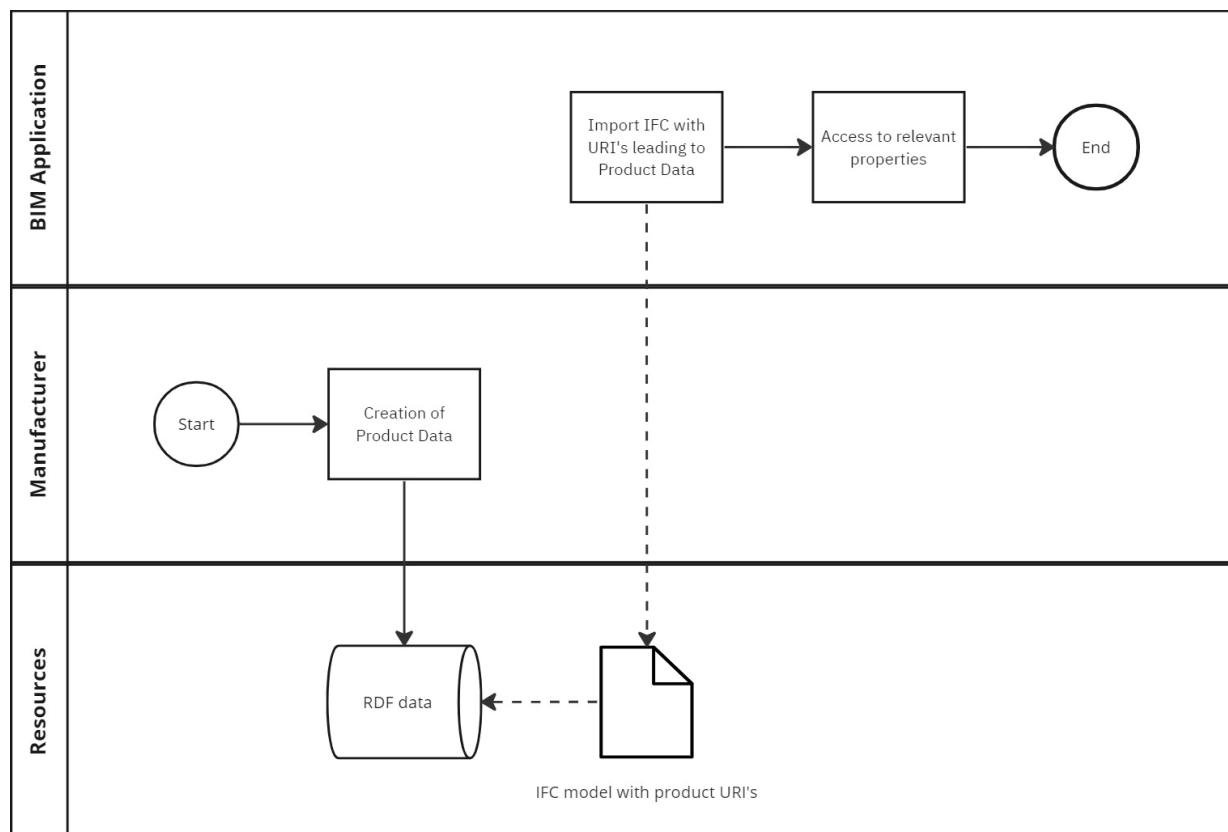 BIM Application
Import IFC with
URI's leading to
Product Data
Access to relevant
properties
End
Manufacturer
Start
Creation of
Product Data
Resources
RDF data
IFC model with product URI's